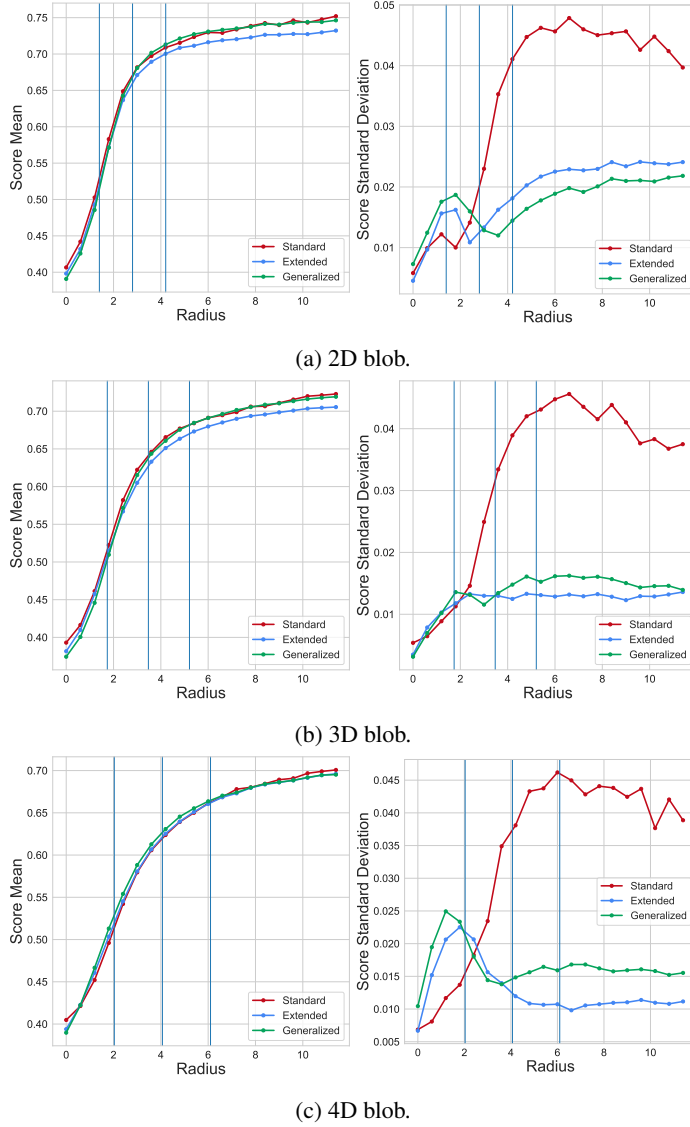 0.75
0.70
0.65
0.60
0.55
0.50
0.45
0.40
Score Mean
0 2 4 6 8 10
Radius
Standard
Extended
Generalized
0.05
0.04
0.03
0.02
0.01
Score Standard Deviation
0 2 4 6 8 10
Radius
Standard
Extended
Generalized
(a) 2D blob.
0.70
0.65
0.60
0.55
0.50
0.45
0.40
Score Mean
0 2 4 6 8 10
Radius
Standard
Extended
Generalized
0.04
0.03
0.02
0.01
Score Standard Deviation
0 2 4 6 8 10
Radius
Standard
Extended
Generalized
(b) 3D blob.
0.70
0.65
0.60
0.55
0.50
0.45
0.40
Score Mean
0 2 4 6 8 10
Radius
Standard
Extended
Generalized
0.045
0.040
0.035
0.030
0.025
0.020
0.015
0.010
0.005
Score Standard Deviation
0 2 4 6 8 10
Radius
Standard
Extended
Generalized
(c) 4D blob.